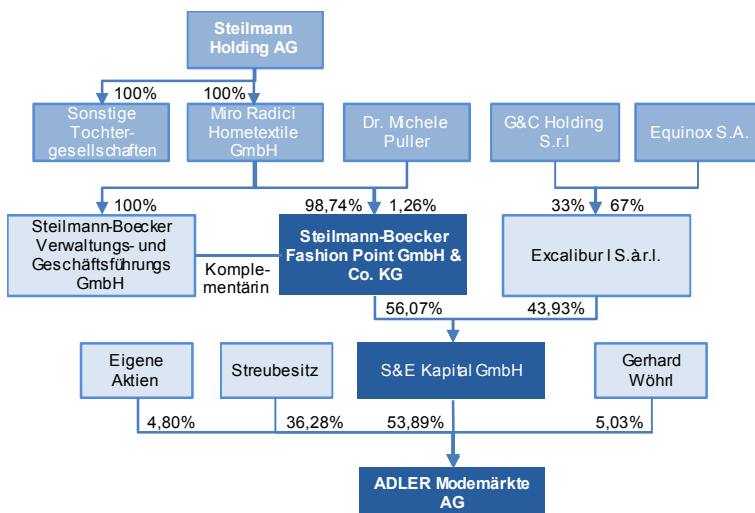 Steilmann
Holding AG
100%
100%
Sonstige
Tochter-
gesellschaften
Miro Radici
Hometextile
GmbH
Dr. Michele
Puller
G&C Holding
S.r.l
Equinox S.A.
100%
98,74%
1,26%
33%
67%
Steilmann-Boecker
Verwaltungs- und
Geschäftsführungs
GmbH
Komple-
mentärin
Steilmann-Boecker
Fashion Point GmbH &
Co. KG
Excalibur I S.à.r.l.
56,07%
43,93%
Eigene
Aktien
Streubesitz
S&E Kapital GmbH
Gerhard
Wöhrl
4,80%
36,28%
53,89%
5,03%
ADLER Modemärkte
AG